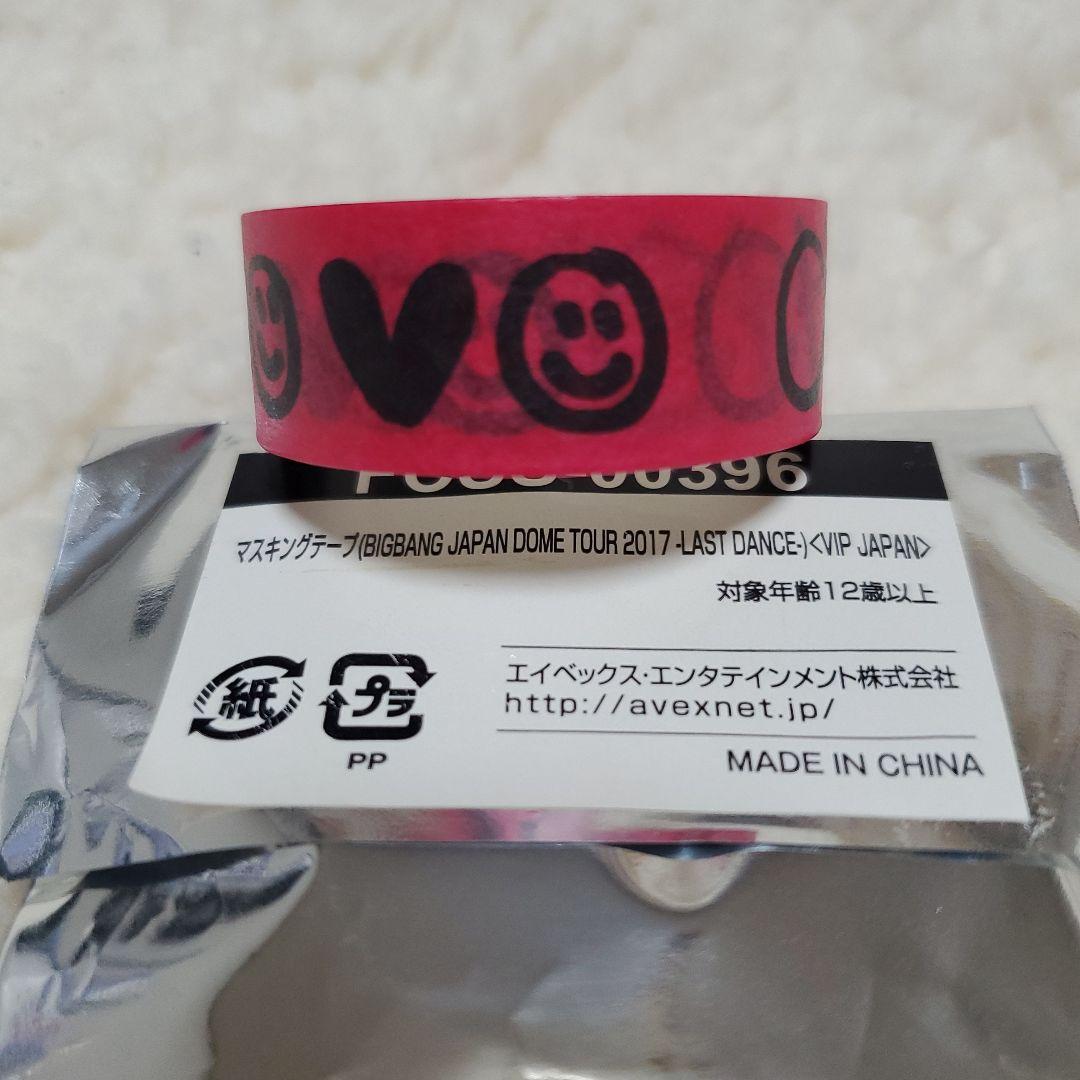 -00396
マスキングテープ(BIGBANG JAPAN DOME TOUR 2017 -LAST DANCE-)<VIP JAPAN>
対象年齢12歳以上
紙
プラ
PP
エイベックス・エンタテインメント株式会社
http://avexnet.jp/
MADE IN CHINA